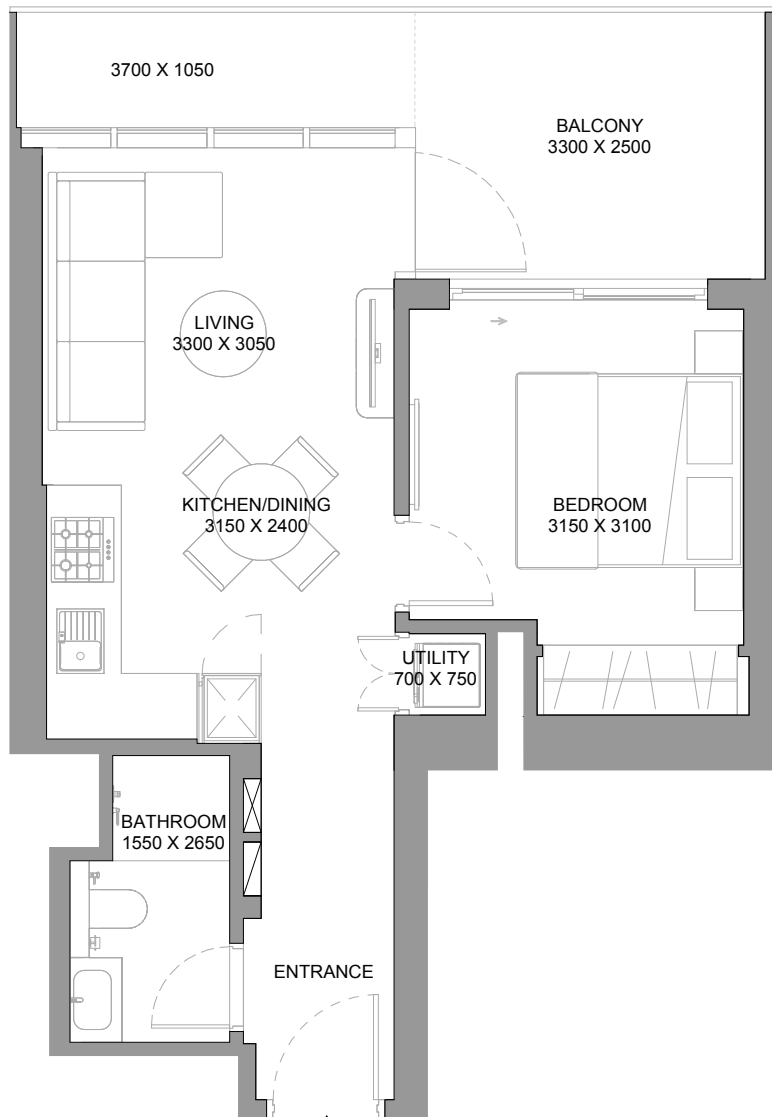 3700 X 1050
BALCONY
3300 X 2500
LIVING
3300 X 3050
KITCHEN/DINING
3150 X 2400
BEDROOM
3150 X 3100
UTILITY
700 X 750
BATHROOM
1550 X 2650
ENTRANCE